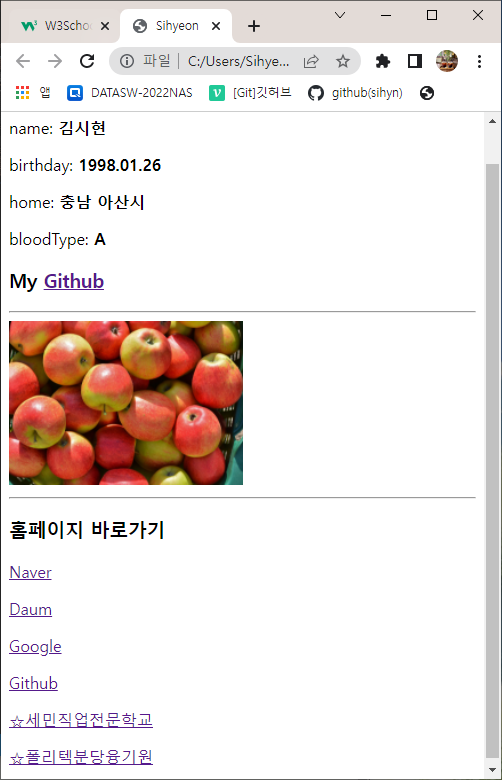 W3Schoo
Sihyeon
파일 | C:/Users/Sihye...
앱
DATASW-2022NAS
[Git]깃허브
github(sihyn)
name: 김시현
birthday: 1998.01.26
home: 충남 아산시
bloodType: A
My Github
홈페이지 바로가기
Naver
Daum
Google
Github
☆세민직업전문학교
☆폴리텍분당융기원